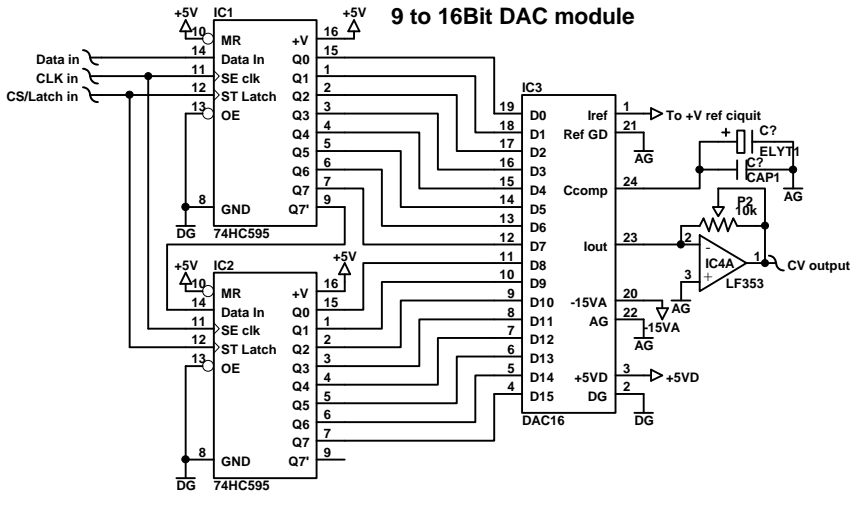 9 to 16Bit DAC module
+5V
IC1
+5V
10
MR
+V
16
Data in
14
Data In
Q0
15
CLK in
11
SE clk
Q1
1
CS/Latch in
12
ST Latch
Q2
2
13
OE
Q3
3
Q4
4
Q5
5
Q6
6
Q7
7
8
GND
Q7'
9
DG
74HC595
+5V
IC2
+5V
10
MR
+V
16
14
Data In
Q0
15
11
SE clk
Q1
1
12
ST Latch
Q2
2
13
OE
Q3
3
Q4
4
Q5
5
Q6
6
Q7
7
8
GND
Q7'
9
DG
74HC595
IC3
19
D0
Iref
1
To +V ref ciquit
18
D1
Ref GD
21
AG
17
D2
16
D3
15
D4
Ccomp
24
14
D5
13
D6
12
D7
Iout
23
11
D8
10
D9
9
D10
-15VA
20
-15VA
8
D11
AG
22
AG
7
D12
6
D13
5
D14
+5VD
3
+5VD
4
D15
DG
2
DG
DAC16
+
C?
ELYT1
C?
CAP1
AG
P2
10k
2
-
IC4A
1
CV output
3
+
LF353
AG